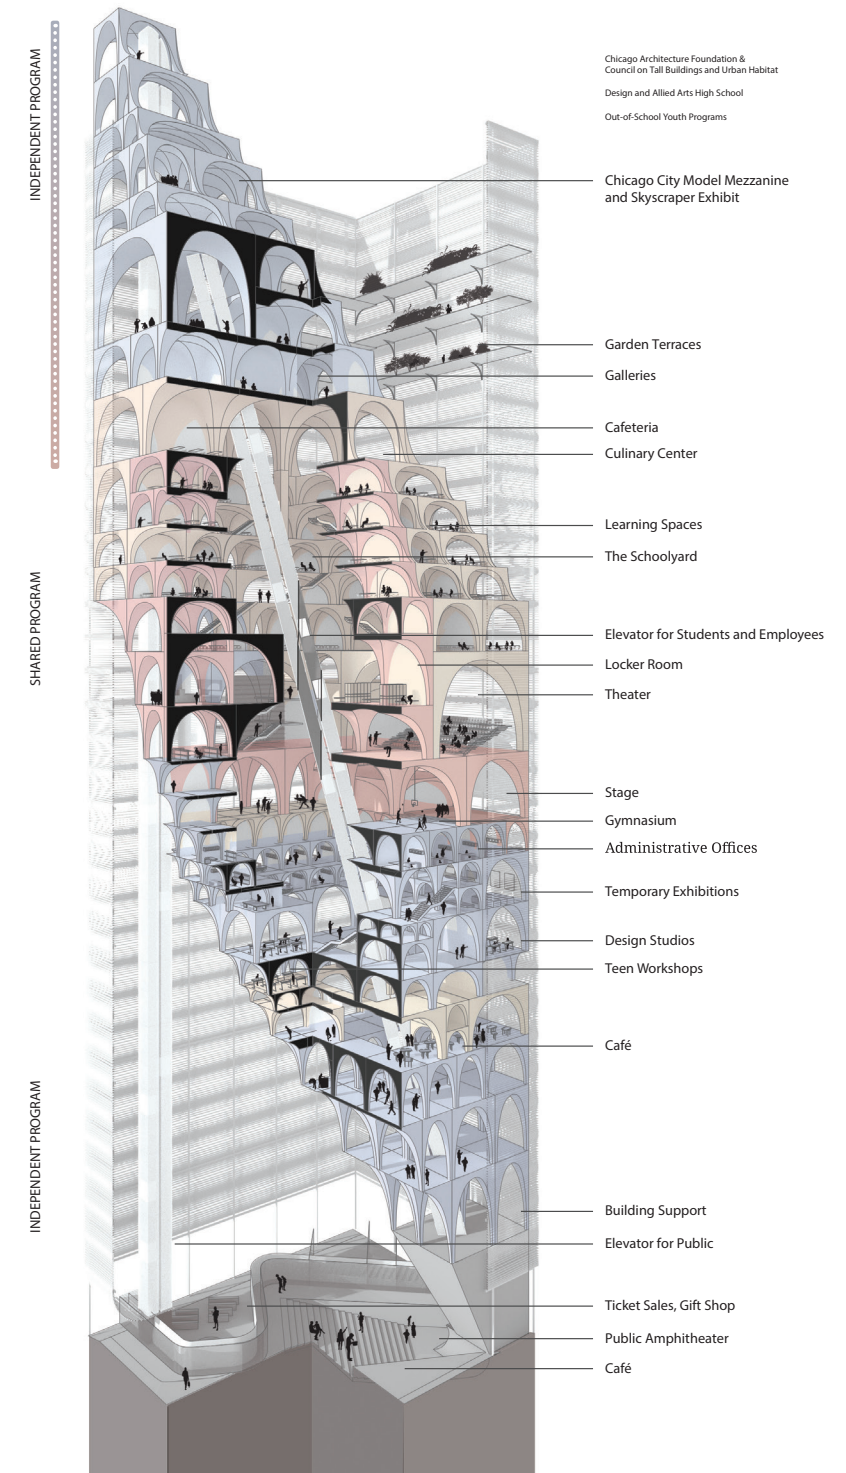 Chicago Architecture Foundation &
Council on Tall Buildings and Urban Habitat
Design and Allied Arts High School
Out-of-School Youth Programs
INDEPENDENT PROGRAM
Chicago City Model Mezzanine
and Skyscraper Exhibit
Garden Terraces
Galleries
Cafeteria
Culinary Center
Learning Spaces
The Schoolyard
SHARED PROGRAM
Elevator for Students and Employees
Locker Room
Theater
Stage
Gymnasium
Administrative Offices
Temporary Exhibitions
Design Studios
Teen Workshops
Café
INDEPENDENT PROGRAM
Building Support
Elevator for Public
Ticket Sales, Gift Shop
Public Amphitheater
Café